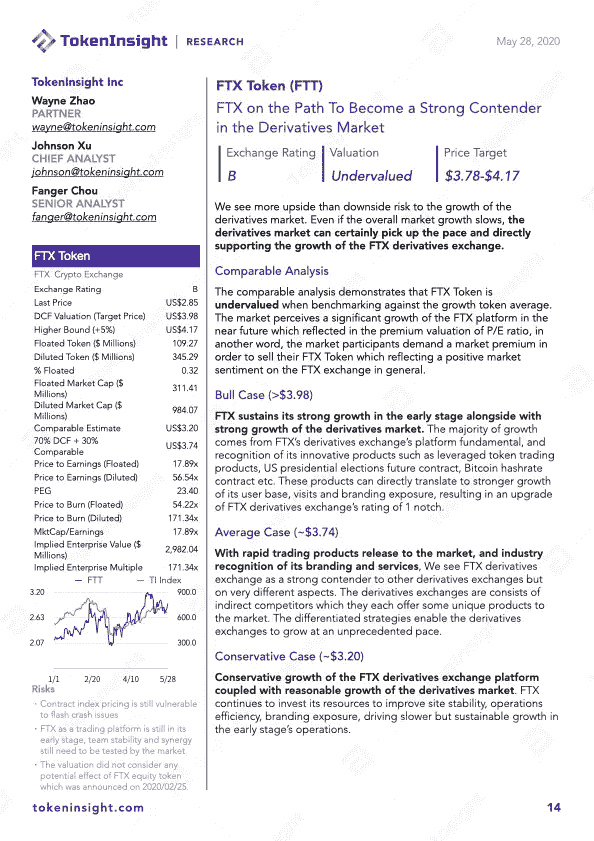 TokenInsight | RESEARCH
May 28, 2020
TokenInsight Inc
Wayne Zhao
PARTNER
wayne@tokeninsight.com
Johnson Xu
CHIEF ANALYST
johnson@tokeninsight.com
Fanger Chou
SENIOR ANALYST
fanger@tokeninsight.com
FTX Token
FTX Crypto Exchange
Exchange Rating B
Last Price US$2.85
DCF Valuation (Target Price) US$3.98
Higher Bound (+5%) US$4.17
Floated Token ($ Millions) 109.27
Diluted Token ($ Millions) 345.29
% Floated 0.32
Floated Market Cap ($
Millions) 311.41
Diluted Market Cap ($
Millions) 984.07
Comparable Estimate US$3.20
70% DCF + 30%
Comparable US$3.74
Price to Earnings (Floated) 17.89x
Price to Earnings (Diluted) 56.54x
PEG 23.40
Price to Burn (Floated) 54.22x
Price to Burn (Diluted) 171.34x
MktCap/Earnings 17.89x
Implied Enterprise Value ($
Millions) 2,982.04
Implied Enterprise Multiple 171.34x
FTT TI Index
3.20 900.0
2.63 600.0
2.07 300.0
1/1 2/20 4/10 5/28
Risks
· Contract index pricing is still vulnerable
to flash crash issues
· FTX as a trading platform is still in its
early stage, team stability and synergy
still need to be tested by the market
· The valuation did not consider any
potential effect of FTX equity token
which was announced on 2020/02/25.
FTX Token (FTT)
FTX on the Path To Become a Strong Contender
in the Derivatives Market
Exchange Rating Valuation Price Target
B Undervalued $3.78-$4.17
We see more upside than downside risk to the growth of the
derivatives market. Even if the overall market growth slows, the
derivatives market can certainly pick up the pace and directly
supporting the growth of the FTX derivatives exchange.
Comparable Analysis
The comparable analysis demonstrates that FTX Token is
undervalued when benchmarking against the growth token average.
The market perceives a significant growth of the FTX platform in the
near future which reflected in the premium valuation of P/E ratio, in
another word, the market participants demand a market premium in
order to sell their FTX Token which reflecting a positive market
sentiment on the FTX exchange in general.
Bull Case (>$3.98)
FTX sustains its strong growth in the early stage alongside with
strong growth of the derivatives market. The majority of growth
comes from FTX's derivatives exchange's platform fundamental, and
recognition of its innovative products such as leveraged token trading
products, US presidential elections future contract, Bitcoin hashrate
contract etc. These products can directly translate to stronger growth
of its user base, visits and branding exposure, resulting in an upgrade
of FTX derivatives exchange's rating of 1 notch.
Average Case (~$3.74)
With rapid trading products release to the market, and industry
recognition of its branding and services, We see FTX derivatives
exchange as a strong contender to other derivatives exchanges but
on very different aspects. The derivatives exchanges are consists of
indirect competitors which they each offer some unique products to
the market. The differentiated strategies enable the derivatives
exchanges to grow at an unprecedented pace.
Conservative Case (~$3.20)
Conservative growth of the FTX derivatives exchange platform
coupled with reasonable growth of the derivatives market. FTX
continues to invest its resources to improve site stability, operations
efficiency, branding exposure, driving slower but sustainable growth in
the early stage's operations.
tokeninsight.com
14